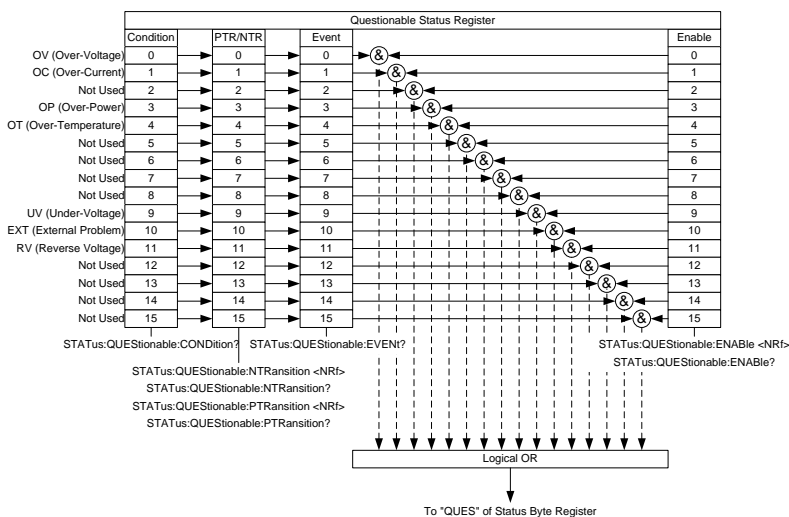 Questionable Status Register
Condition PTR/NTR Event Enable
OV (Over-Voltage) 0 0 0 & 0
OC (Over-Current) 1 1 1 & 1
Not Used 2 2 2 & 2
OP (Over-Power) 3 3 3 & 3
OT (Over-Temperature) 4 4 4 & 4
Not Used 5 5 5 & 5
Not Used 6 6 6 & 6
Not Used 7 7 7 & 7
Not Used 8 8 8 & 8
UV (Under-Voltage) 9 9 9 & 9
EXT (External Problem) 10 10 10 & 10
RV (Reverse Voltage) 11 11 11 & 11
Not Used 12 12 12 & 12
Not Used 13 13 13 & 13
Not Used 14 14 14 & 14
Not Used 15 15 15 & 15
STATus:QUEStionable:CONDition? STATus:QUEStionable:EVENt? STATus:QUEStionable:ENABle <NRf>
STATus:QUEStionable:ENABle?
STATus:QUEStionable:NTRansition <NRf>
STATus:QUEStionable:NTRansition?
STATus:QUEStionable:PTRansition <NRf>
STATus:QUEStionable:PTRansition?
Logical OR
To "QUES" of Status Byte Register